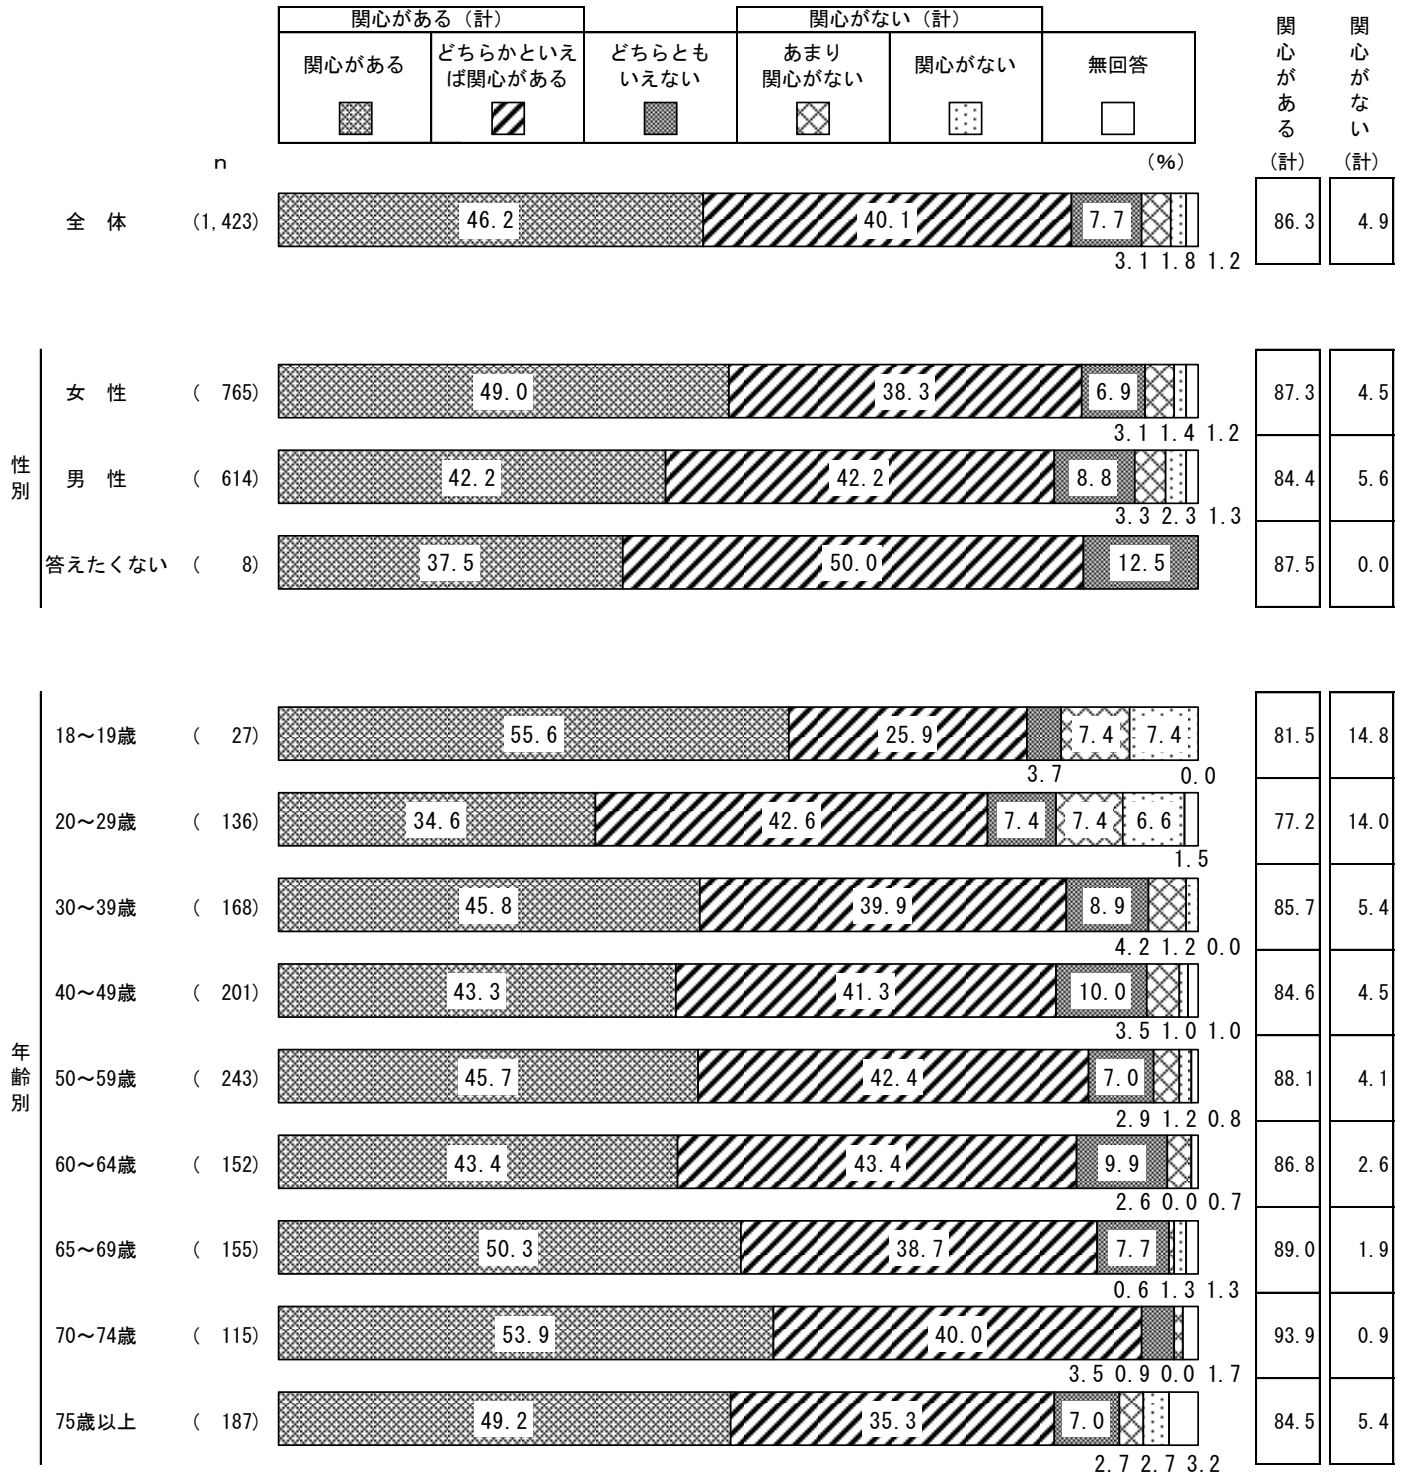 関心がある（計） 関心がない（計）
関心がある どちらかといえば関心がある どちらともいえない あまり関心がない 関心がない 無回答 関心がある（計） 関心がない（計）
n （％）
全　体 (1,423) 46.2 40.1 7.7 86.3 4.9
3.1 1.8 1.2
性別
女　性 ( 765) 49.0 38.3 6.9 87.3 4.5
3.1 1.4 1.2
男　性 ( 614) 42.2 42.2 8.8 84.4 5.6
3.3 2.3 1.3
答えたくない ( 8) 37.5 50.0 12.5 87.5 0.0
年齢別
18～19歳 ( 27) 55.6 25.9 7.4 7.4 81.5 14.8
3.7 0.0
20～29歳 ( 136) 34.6 42.6 7.4 7.4 6.6 77.2 14.0
1.5
30～39歳 ( 168) 45.8 39.9 8.9 85.7 5.4
4.2 1.2 0.0
40～49歳 ( 201) 43.3 41.3 10.0 84.6 4.5
3.5 1.0 1.0
50～59歳 ( 243) 45.7 42.4 7.0 88.1 4.1
2.9 1.2 0.8
60～64歳 ( 152) 43.4 43.4 9.9 86.8 2.6
2.6 0.0 0.7
65～69歳 ( 155) 50.3 38.7 7.7 89.0 1.9
0.6 1.3 1.3
70～74歳 ( 115) 53.9 40.0 93.9 0.9
3.5 0.9 0.0 1.7
75歳以上 ( 187) 49.2 35.3 7.0 84.5 5.4
2.7 2.7 3.2